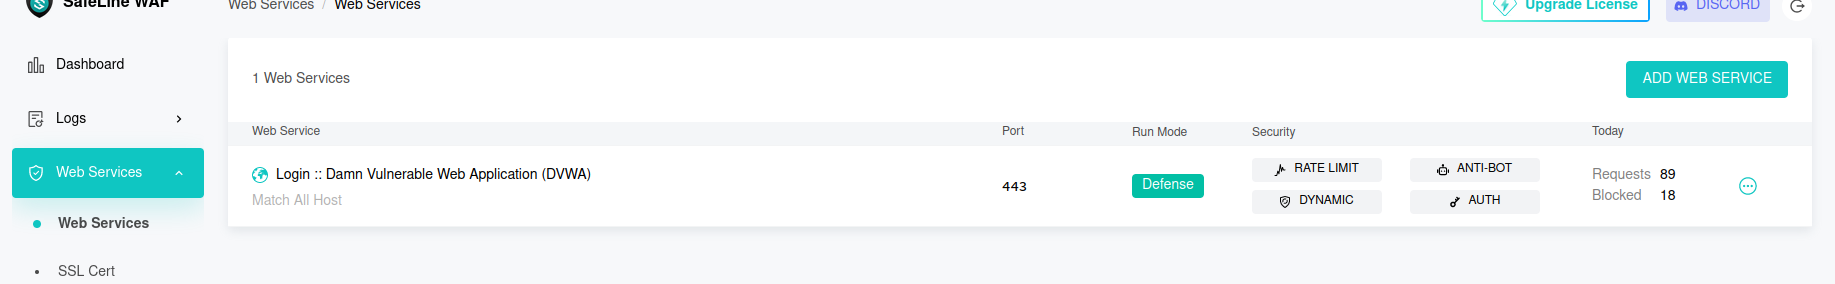 SafeLine WAF
Web Services / Web Services
Upgrade License
DISCORD
Dashboard
Logs
Web Services
Web Services
SSL Cert
1 Web Services
ADD WEB SERVICE
Web Service Port Run Mode Security Today
Login :: Damn Vulnerable Web Application (DVWA)
Match All Host
443
Defense
RATE LIMIT ANTI-BOT
DYNAMIC AUTH
Requests 89
Blocked 18